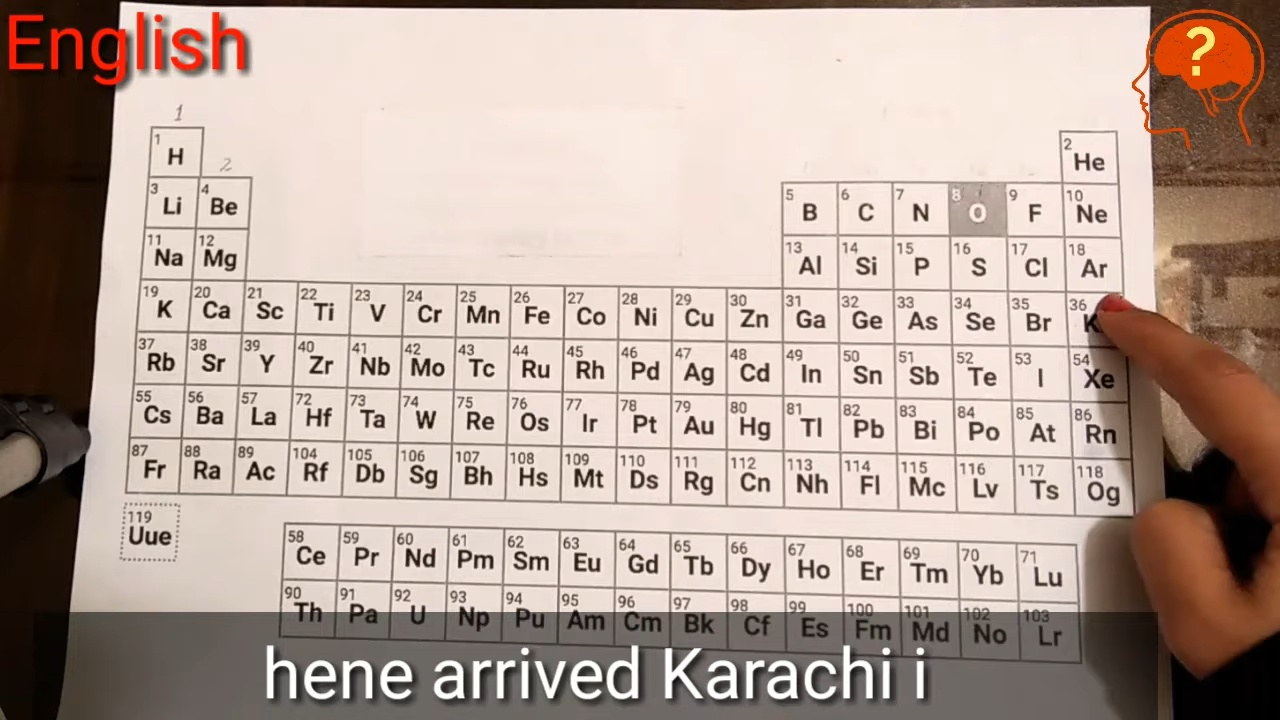 English
?
1
1 H 2 He
2
3 Li 4 Be 5 B 6 C 7 N 8 O 9 F 10 Ne
11 Na 12 Mg 13 Al 14 Si 15 P 16 S 17 Cl 18 Ar
19 K 20 Ca 21 Sc 22 Ti 23 V 24 Cr 25 Mn 26 Fe 27 Co 28 Ni 29 Cu 30 Zn 31 Ga 32 Ge 33 As 34 Se 35 Br 36
37 Rb 38 Sr 39 Y 40 Zr 41 Nb 42 Mo 43 Tc 44 Ru 45 Rh 46 Pd 47 Ag 48 Cd 49 In 50 Sn 51 Sb 52 Te 53 I 54 Xe
55 Cs 56 Ba 57 La 72 Hf 73 Ta 74 W 75 Re 76 Os 77 Ir 78 Pt 79 Au 80 Hg 81 Tl 82 Pb 83 Bi 84 Po 85 At 86 Rn
87 Fr 88 Ra 89 Ac 104 Rf 105 Db 106 Sg 107 Bh 108 Hs 109 Mt 110 Ds 111 Rg 112 Cn 113 Nh 114 Fl 115 Mc 116 Lv 117 Ts 118 Og
119 Uue
58 Ce 59 Pr 60 Nd 61 Pm 62 Sm 63 Eu 64 Gd 65 Tb 66 Dy 67 Ho 68 Er 69 Tm 70 Yb 71 Lu
90 Th 91 Pa 92 U 93 Np 94 Pu 95 Am 96 Cm 97 Bk 98 Cf 99 Es 100 Fm 101 Md 102 No 103 Lr
hene arrived Karachi i